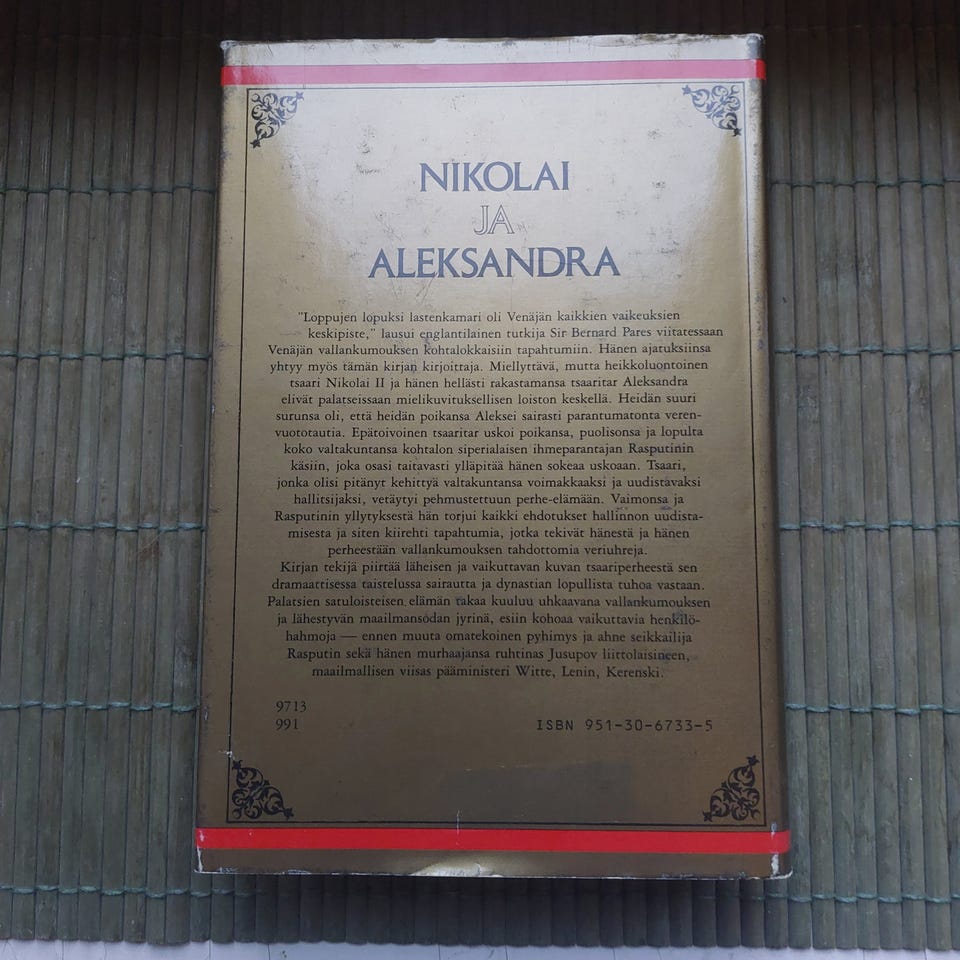 NIKOLAI
JA
ALEKSANDRA
"Loppujen lopuksi lastenkamari oli Venäjän kaikkien vaikeuksien
keskipiste," lausui englantilainen tutkija Sir Bernard Pares viitatessaan
Venäjän vallankumouksen kohtalokkaisiin tapahtumiin. Hänen ajatuksiinsa
yhtyy myös tämän kirjan kirjoittaja. Miellyttävä, mutta heikkoluontoinen
tsaari Nikolai II ja hänen hellästi rakastamansa tsaaritar Aleksandra
elivät palatseissaan mielikuvituksellisen loiston keskellä. Heidän suuri
surunsa oli, että heidän poikansa Aleksei sairasti parantumatonta veren-
vuototautia. Epätoivoinen tsaaritar uskoi poikansa, puolisonsa ja lopulta
koko valtakuntansa kohtalon siperialaisen ihmeparantajan Rasputinin
käsiin, joka osasi taitavasti ylläpitää hänen sokeaa uskoaan. Tsaari,
jonka olisi pitänyt kehittyä valtakuntansa voimakkaaksi ja uudistavaksi
hallitsijaksi, vetäytyi pehmustettuun perhe-elämään. Vaimonsa ja
Rasputinin yllytyksestä hän torjui kaikki ehdotukset hallinnon uudista-
misesta ja siten kiirehti tapahtumia, jotka tekivät hänestä ja hänen
perheestään vallankumouksen tahdottomia veriuhreja.
Kirjan tekijä piirtää läheisen ja vaikuttavan kuvan tsaariperheestä sen
dramaattisessa taistelussa sairautta ja dynastian lopullista tuhoa vastaan.
Palatsien satuloisteisen elämän takaa kuuluu uhkaavana vallankumouksen
ja lähestyvän maailmansodan jyrinä, esiin kohoaa vaikuttavia henkilö-
hahmoja — ennen muuta omatekoinen pyhimys ja ahne seikkailija
Rasputin sekä hänen murhaajansa ruhtinas Jusupov liittolaisineen,
maailmallisen viisas pääministeri Witte, Lenin, Kerenski.
9713
991
ISBN 951-30-6733-5